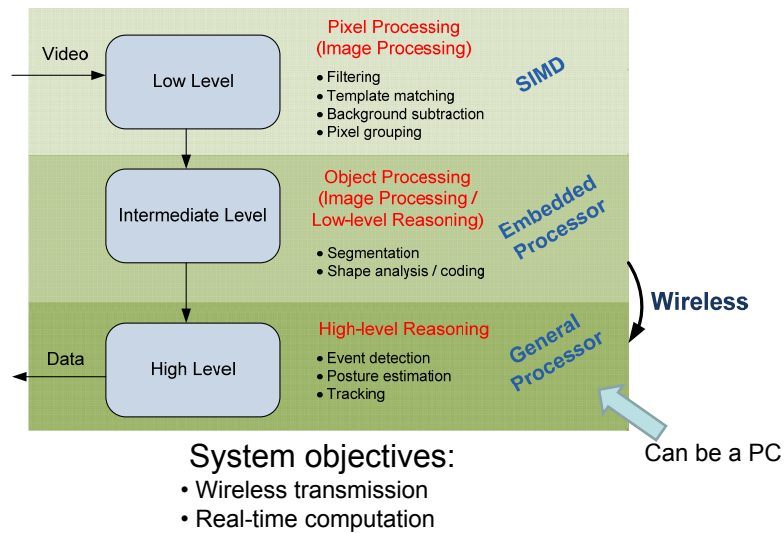 Video
Low Level
Pixel Processing
(Image Processing)
• Filtering
• Template matching
• Background subtraction
• Pixel grouping
SIMD
Intermediate Level
Object Processing
(Image Processing /
Low-level Reasoning)
• Segmentation
• Shape analysis / coding
Embedded
Processor
Wireless
Data
High Level
High-level Reasoning
• Event detection
• Posture estimation
• Tracking
General
Processor
Can be a PC
System objectives:
• Wireless transmission
• Real-time computation